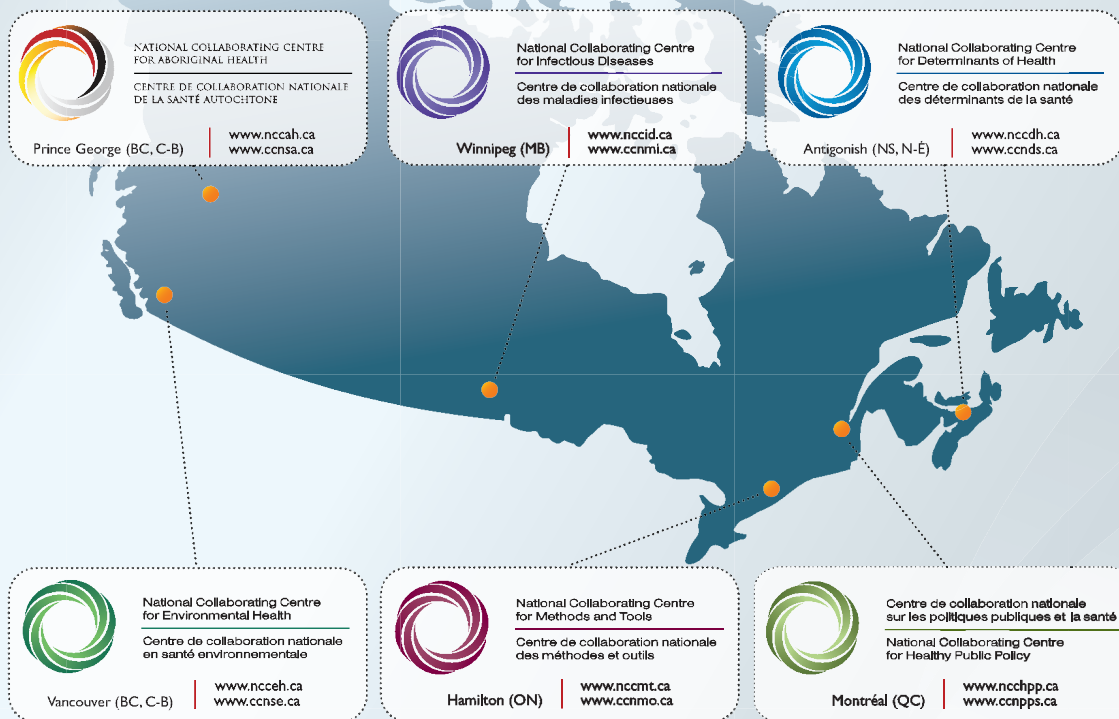 NATIONAL COLLABORATING CENTRE
FOR ABORIGINAL HEALTH
CENTRE DE COLLABORATION NATIONALE
DE LA SANTÉ AUTOCHTONE
Prince George (BC, C-B)
www.nccah.ca
www.ccnsa.ca
National Collaborating Centre
for Infectious Diseases
Centre de collaboration nationale
des maladies infectieuses
Winnipeg (MB)
www.nccid.ca
www.ccnmi.ca
National Collaborating Centre
for Determinants of Health
Centre de collaboration nationale
des déterminants de la santé
Antigonish (NS, N-É)
www.nccdh.ca
www.ccnds.ca
National Collaborating Centre
for Environmental Health
Centre de collaboration nationale
en santé environnementale
Vancouver (BC, C-B)
www.ncceh.ca
www.ccnse.ca
National Collaborating Centre
for Methods and Tools
Centre de collaboration nationale
des méthodes et outils
Hamilton (ON)
www.nccmt.ca
www.ccnmo.ca
Centre de collaboration nationale
sur les politiques publiques et la santé
National Collaborating Centre
for Healthy Public Policy
Montréal (QC)
www.ncchpp.ca
www.ccnpps.ca